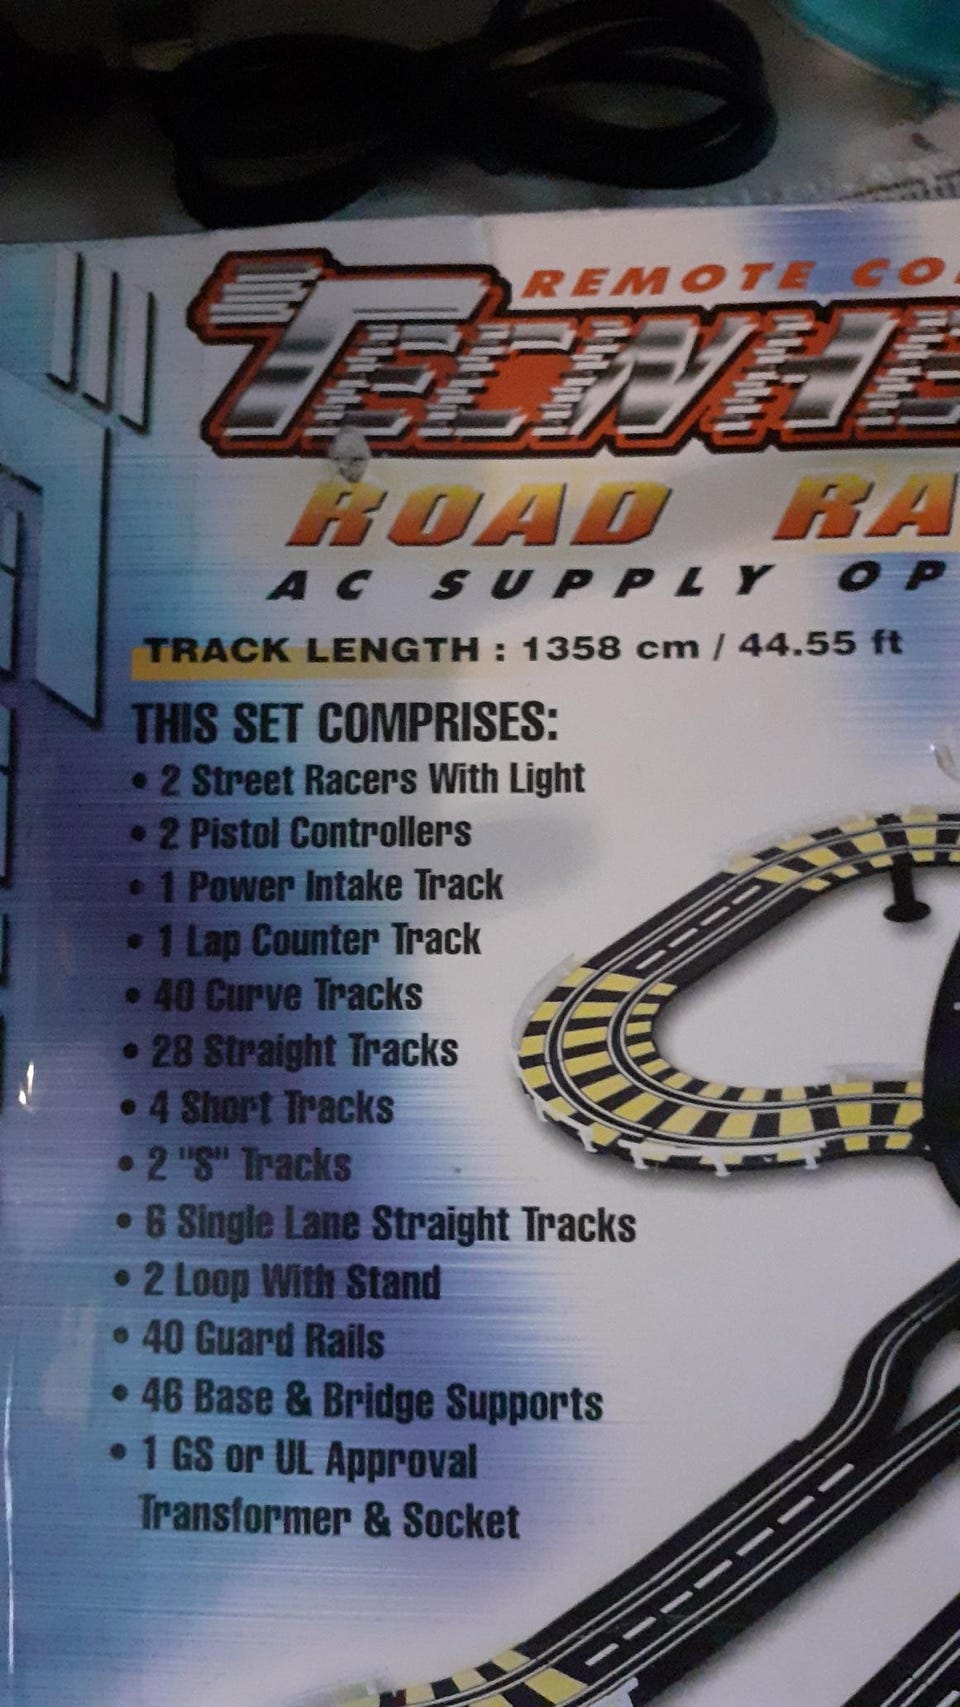 REMOTE CO
TECWHE
ROAD RA
AC SUPPLY OP
TRACK LENGTH : 1358 cm / 44.55 ft
THIS SET COMPRISES:
• 2 Street Racers With Light
• 2 Pistol Controllers
• 1 Power Intake Track
• 1 Lap Counter Track
• 40 Curve Tracks
• 28 Straight Tracks
• 4 Short Tracks
• 2 "S" Tracks
• 6 Single Lane Straight Tracks
• 2 Loop With Stand
• 40 Guard Rails
• 46 Base & Bridge Supports
• 1 GS or UL Approval
Transformer & Socket